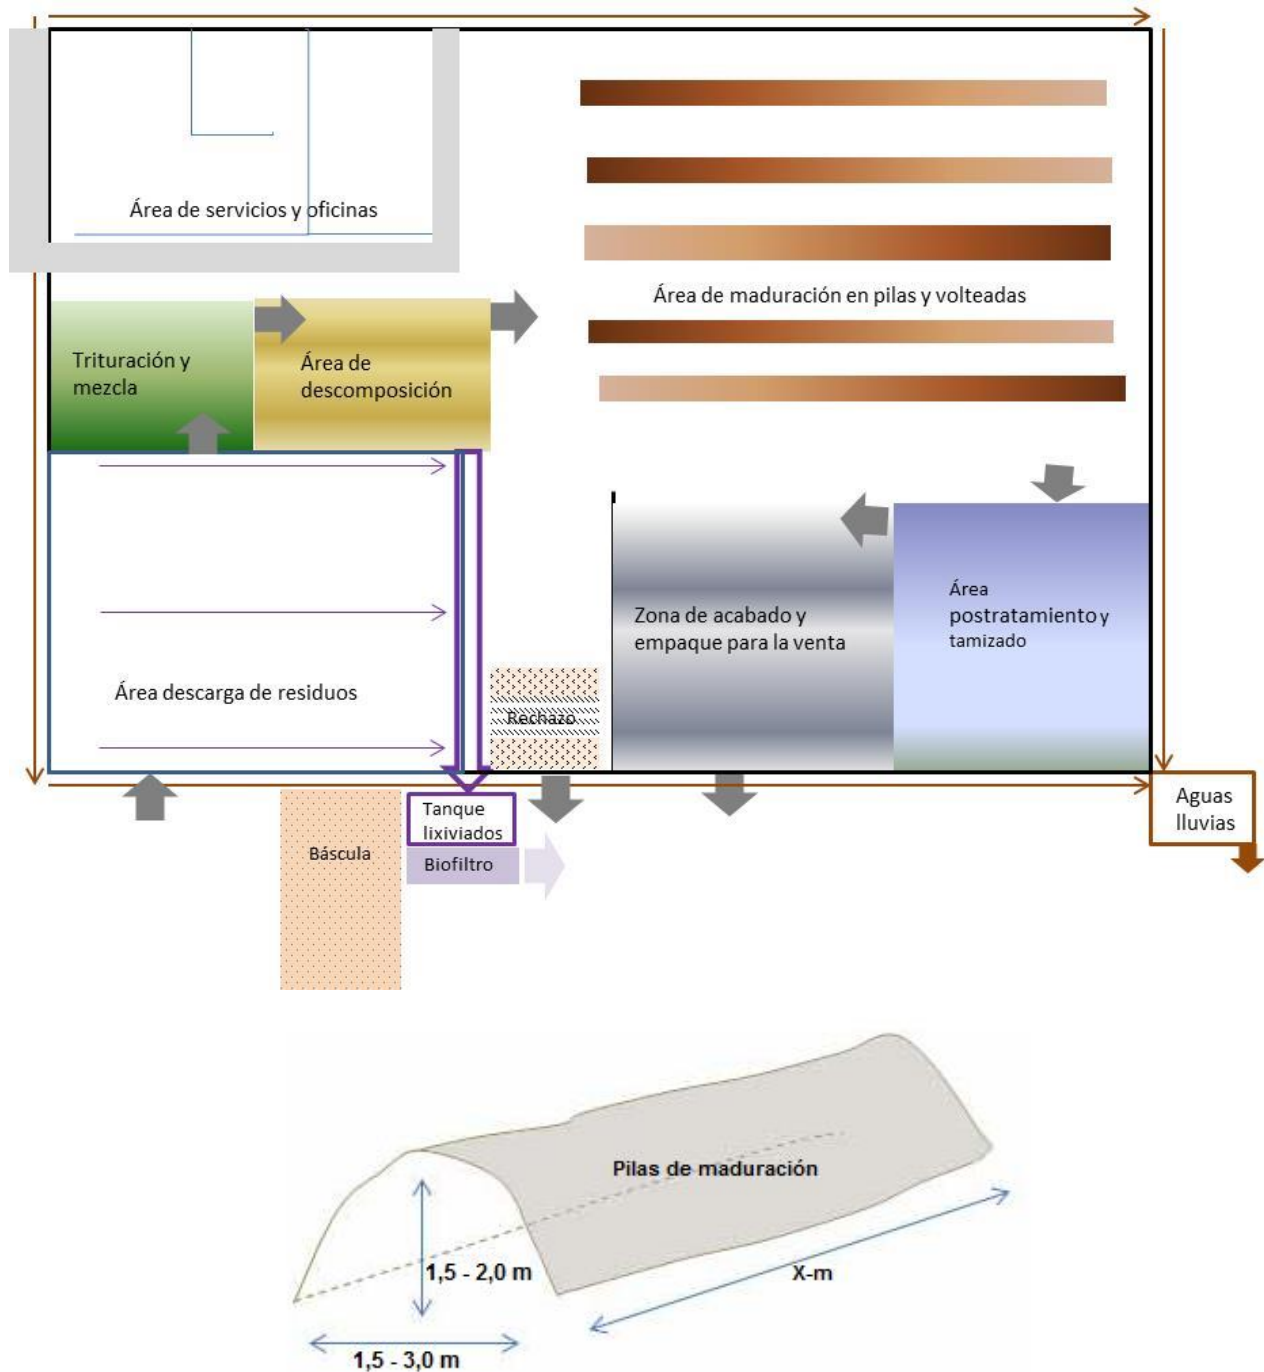 Área de servicios y oficinas
Área de maduración en pilas y volteadas
Trituración y
mezcla
Área de
descomposición
Área descarga de residuos
Rechazo
Zona de acabado y
empaque para la venta
Área
postratamiento y
tamizado
Báscula
Tanque
lixiviados
Biofiltro
Aguas
lluvias
Pilas de maduración
1,5 - 2,0 m
X-m
1,5 - 3,0 m